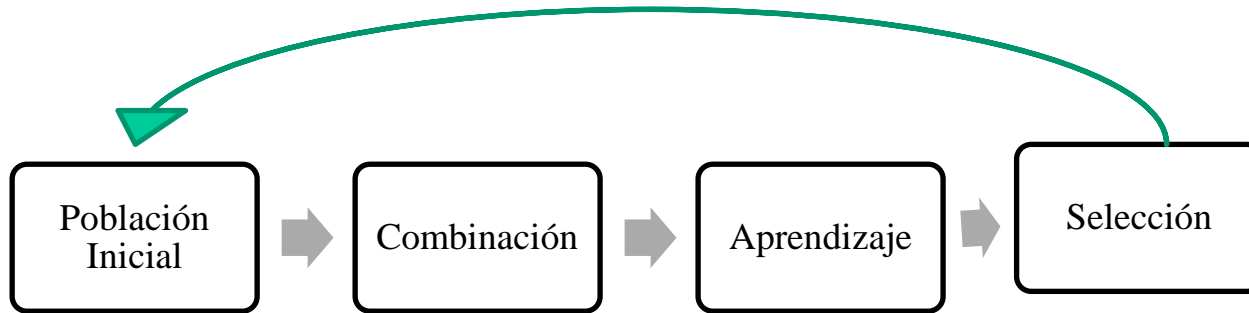 Población
Inicial
Combinación
Aprendizaje
Selección